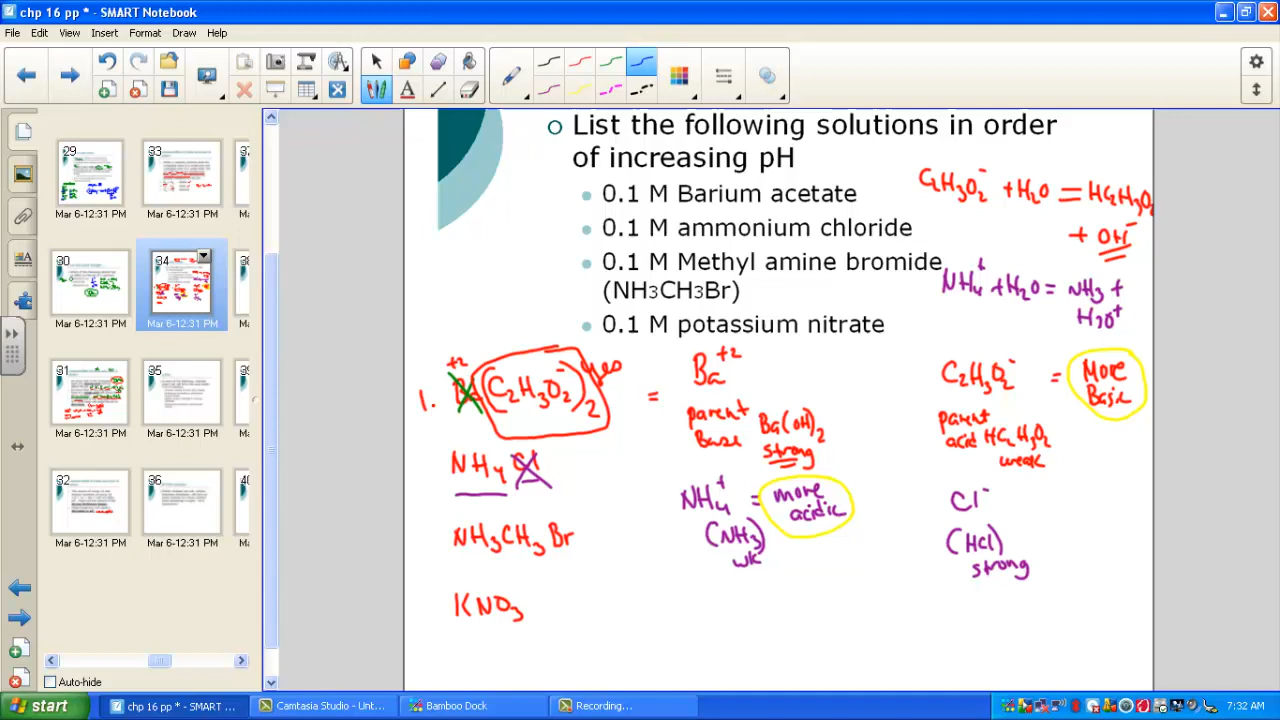 chp 16 pp * - SMART Notebook
File Edit View Insert Format Draw Help
29
33
Mar 6-12:31 PM
Mar 6-12:31 PM
30
34
Mar 6-12:31 PM
Mar 6-12:31 PM
31
35
Mar 6-12:31 PM
Mar 6-12:31 PM
32
36
Mar 6-12:31 PM
Mar 6-12:31 PM
Auto-hide
List the following solutions in order
of increasing pH
0.1 M Barium acetate
0.1 M ammonium chloride
0.1 M Methyl amine bromide
(NH3CH3Br)
0.1 M potassium nitrate
C2H3O2- + H2O = HC2H3O2
+ OH-
NH4+ + H2O = NH3 +
H3O+
1. Ba+2 (C2H3O2-)2 yes = Ba+2
C2H3O2- = More
Basic
parent
Base Ba(OH)2
strong
parent
acid HC2H3O2
weak
NH4Cl
NH4+ = more
acidic
(NH3)
wk
Cl-
(HCl)
strong
NH3CH3Br
KNO3
start
chp 16 pp * - SMART ...
Camtasia Studio - Unt...
Bamboo Dock
Recording...
7:32 AM